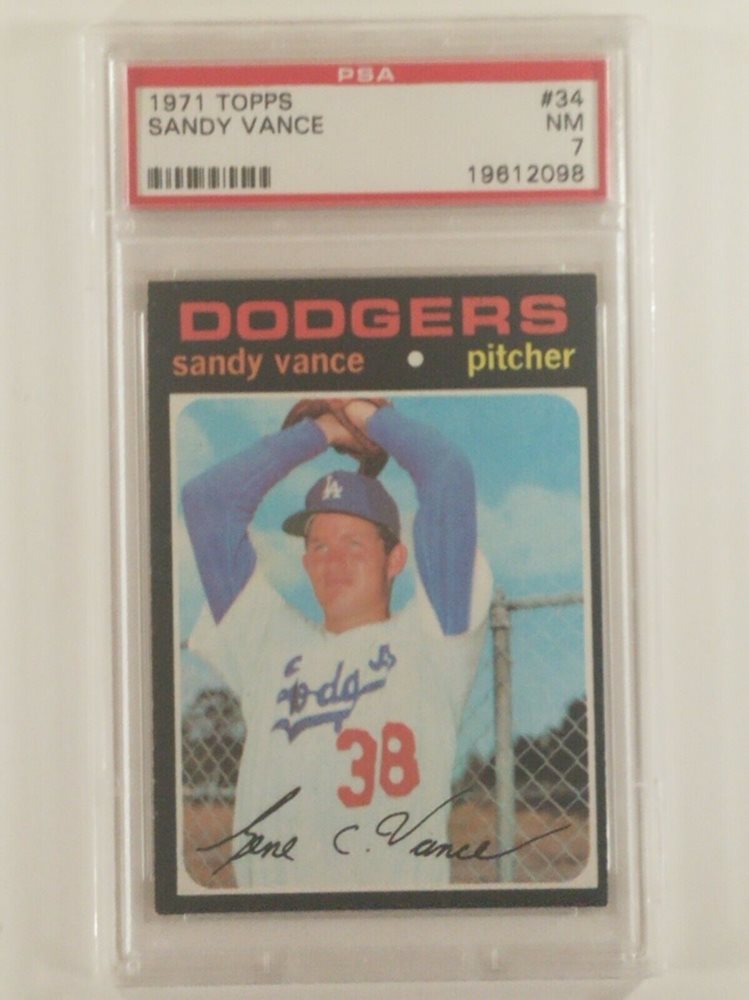 PSA
1971 TOPPS #34
SANDY VANCE NM
7
19612098
DODGERS
sandy vance • pitcher
LA
Dodgers
38
Gene C. Vance